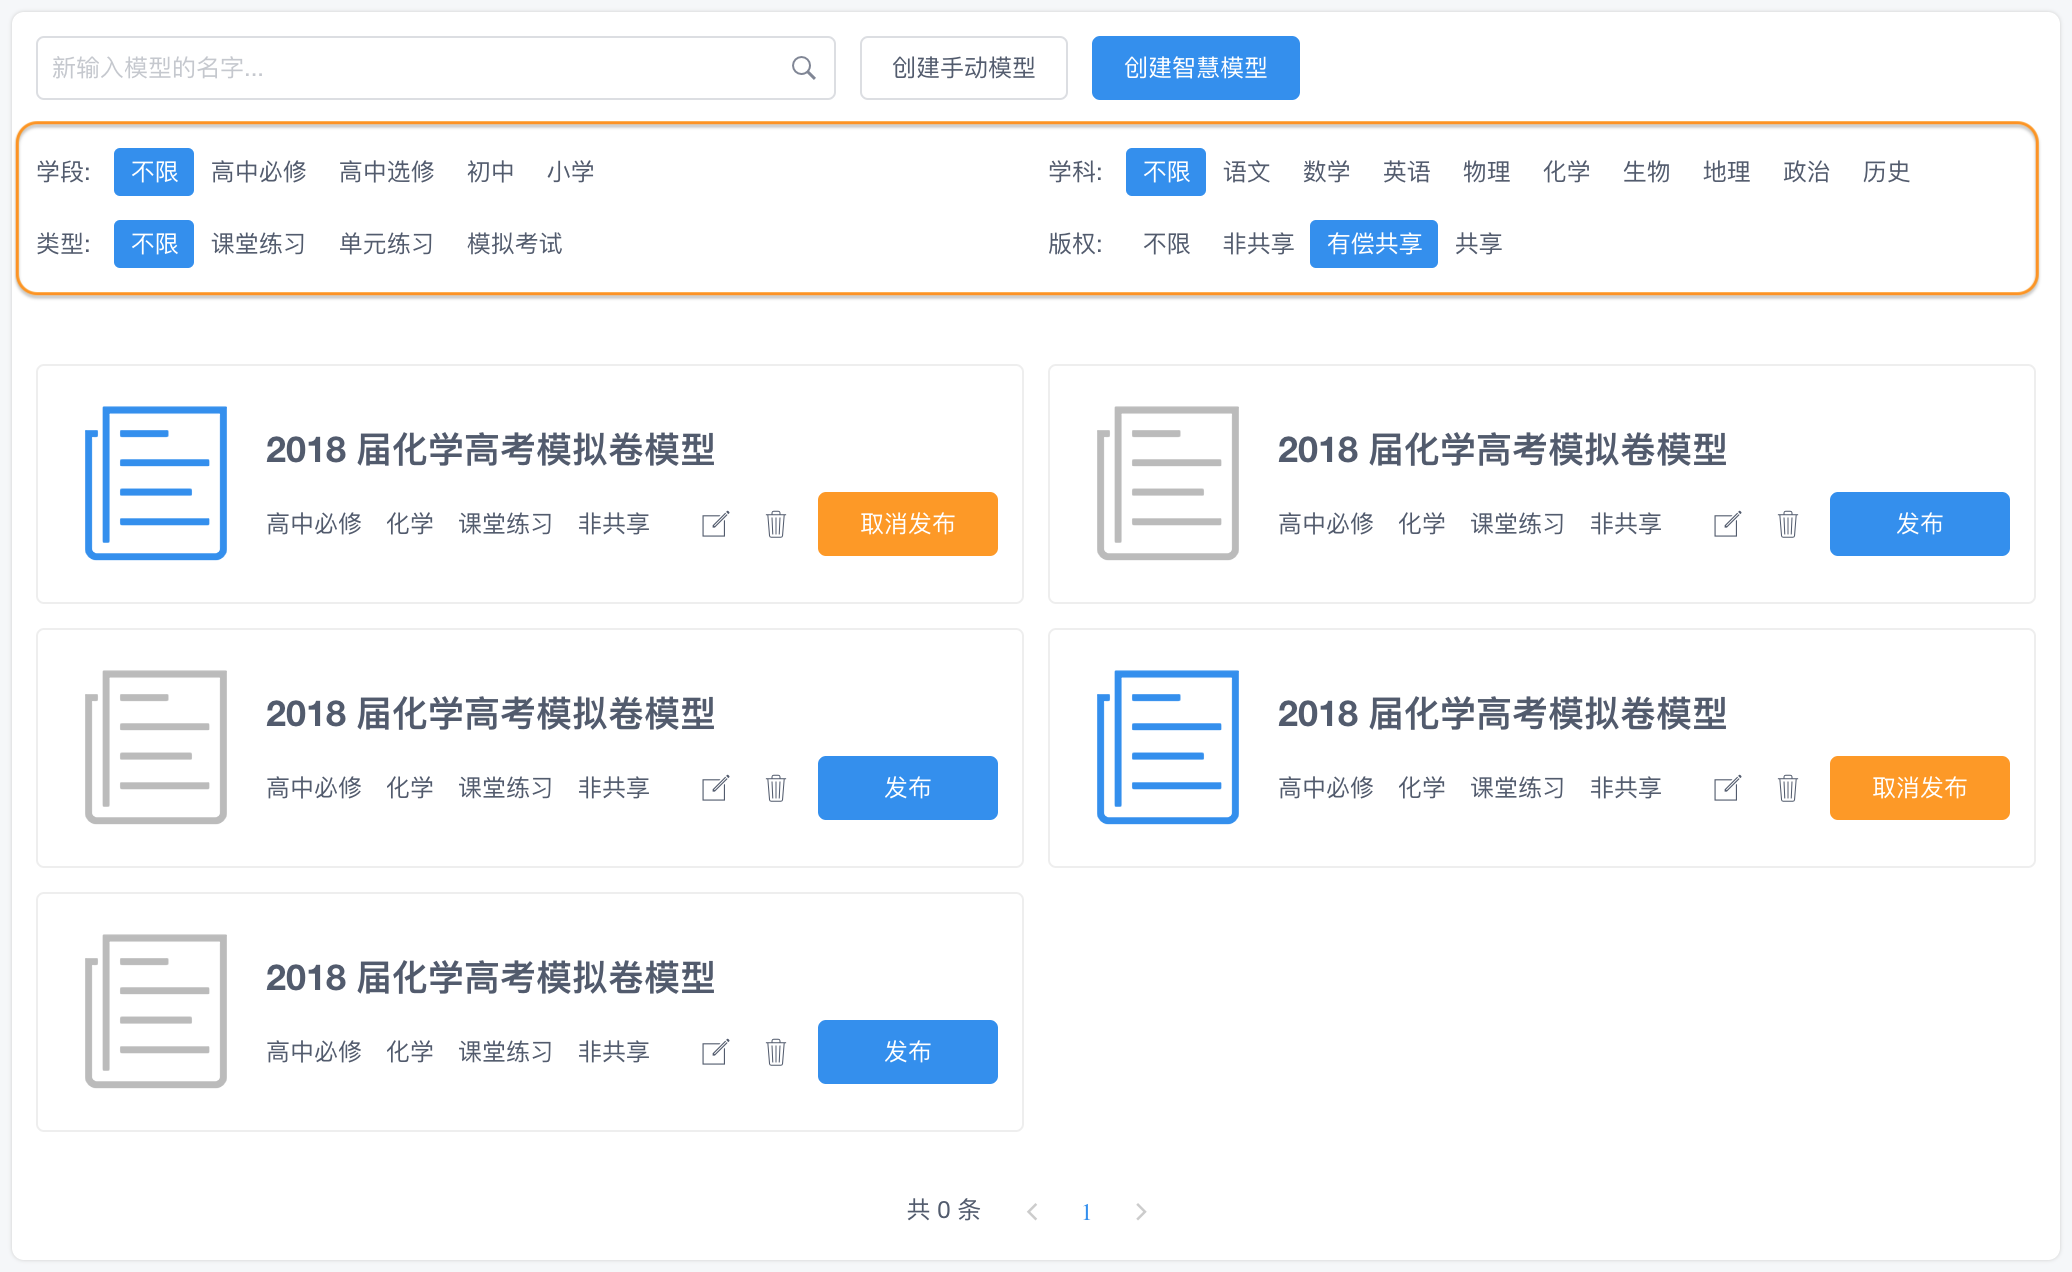 新输入模型的名字... 创建手动模型 创建智慧模型
学段: 不限 高中必修 高中选修 初中 小学
学科: 不限 语文 数学 英语 物理 化学 生物 地理 政治 历史
类型: 不限 课堂练习 单元练习 模拟考试
版权: 不限 非共享 有偿共享 共享
2018 届化学高考模拟卷模型
高中必修 化学 课堂练习 非共享 取消发布
2018 届化学高考模拟卷模型
高中必修 化学 课堂练习 非共享 发布
2018 届化学高考模拟卷模型
高中必修 化学 课堂练习 非共享 发布
2018 届化学高考模拟卷模型
高中必修 化学 课堂练习 非共享 取消发布
2018 届化学高考模拟卷模型
高中必修 化学 课堂练习 非共享 发布
共 0 条 1